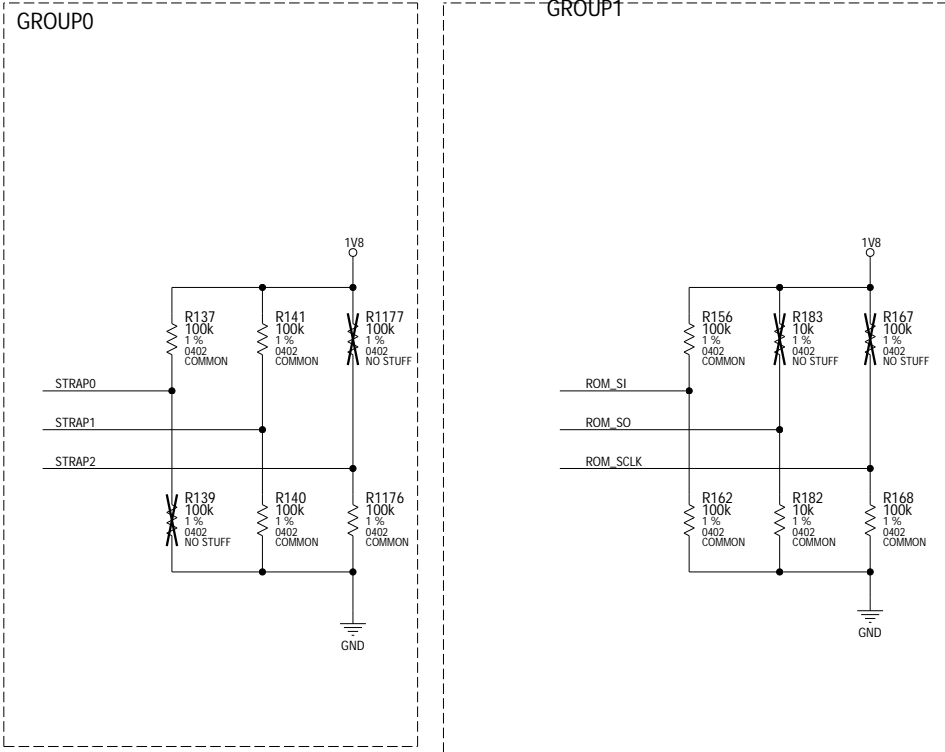 GROUP0
1V8
R137
100k
1 %
0402
COMMON
R141
100k
1 %
0402
COMMON
R1177
100k
1 %
0402
NO STUFF
STRAP0
STRAP1
STRAP2
R139
100k
1 %
0402
NO STUFF
R140
100k
1 %
0402
COMMON
R1176
100k
1 %
0402
COMMON
GND
GROUP1
1V8
R156
100k
1 %
0402
COMMON
R183
10k
1 %
0402
NO STUFF
R167
100k
1 %
0402
NO STUFF
ROM_SI
ROM_SO
ROM_SCLK
R162
100k
1 %
0402
COMMON
R182
10k
1 %
0402
COMMON
R168
100k
1 %
0402
COMMON
GND